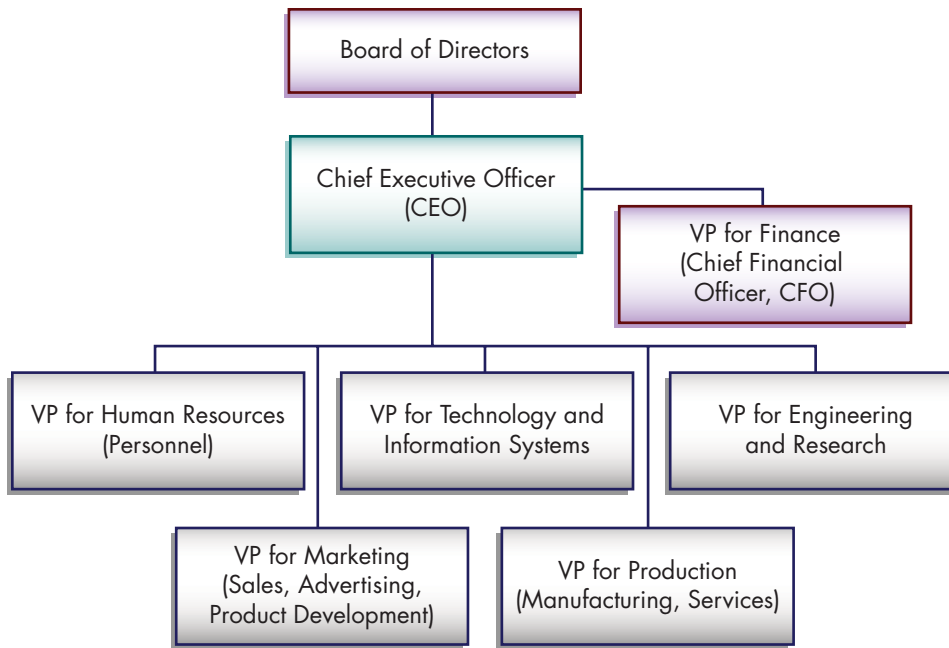 Board of Directors
Chief Executive Officer
(CEO)
VP for Finance
(Chief Financial
Officer, CFO)
VP for Human Resources
(Personnel)
VP for Technology and
Information Systems
VP for Engineering
and Research
VP for Marketing
(Sales, Advertising,
Product Development)
VP for Production
(Manufacturing, Services)